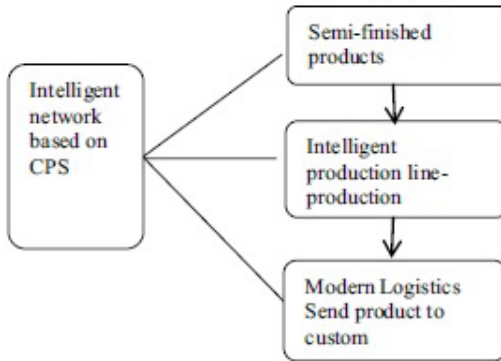 Semi-finished
products
Intelligent
network
based on
CPS
Intelligent
production line-
production
Modern Logistics
Send product to
custom